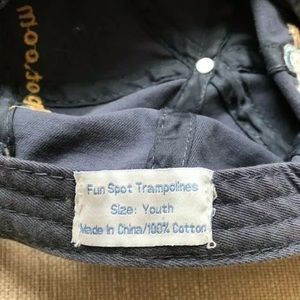 Fun Spot Trampolines
Size: Youth
Made In China/100% Cotton